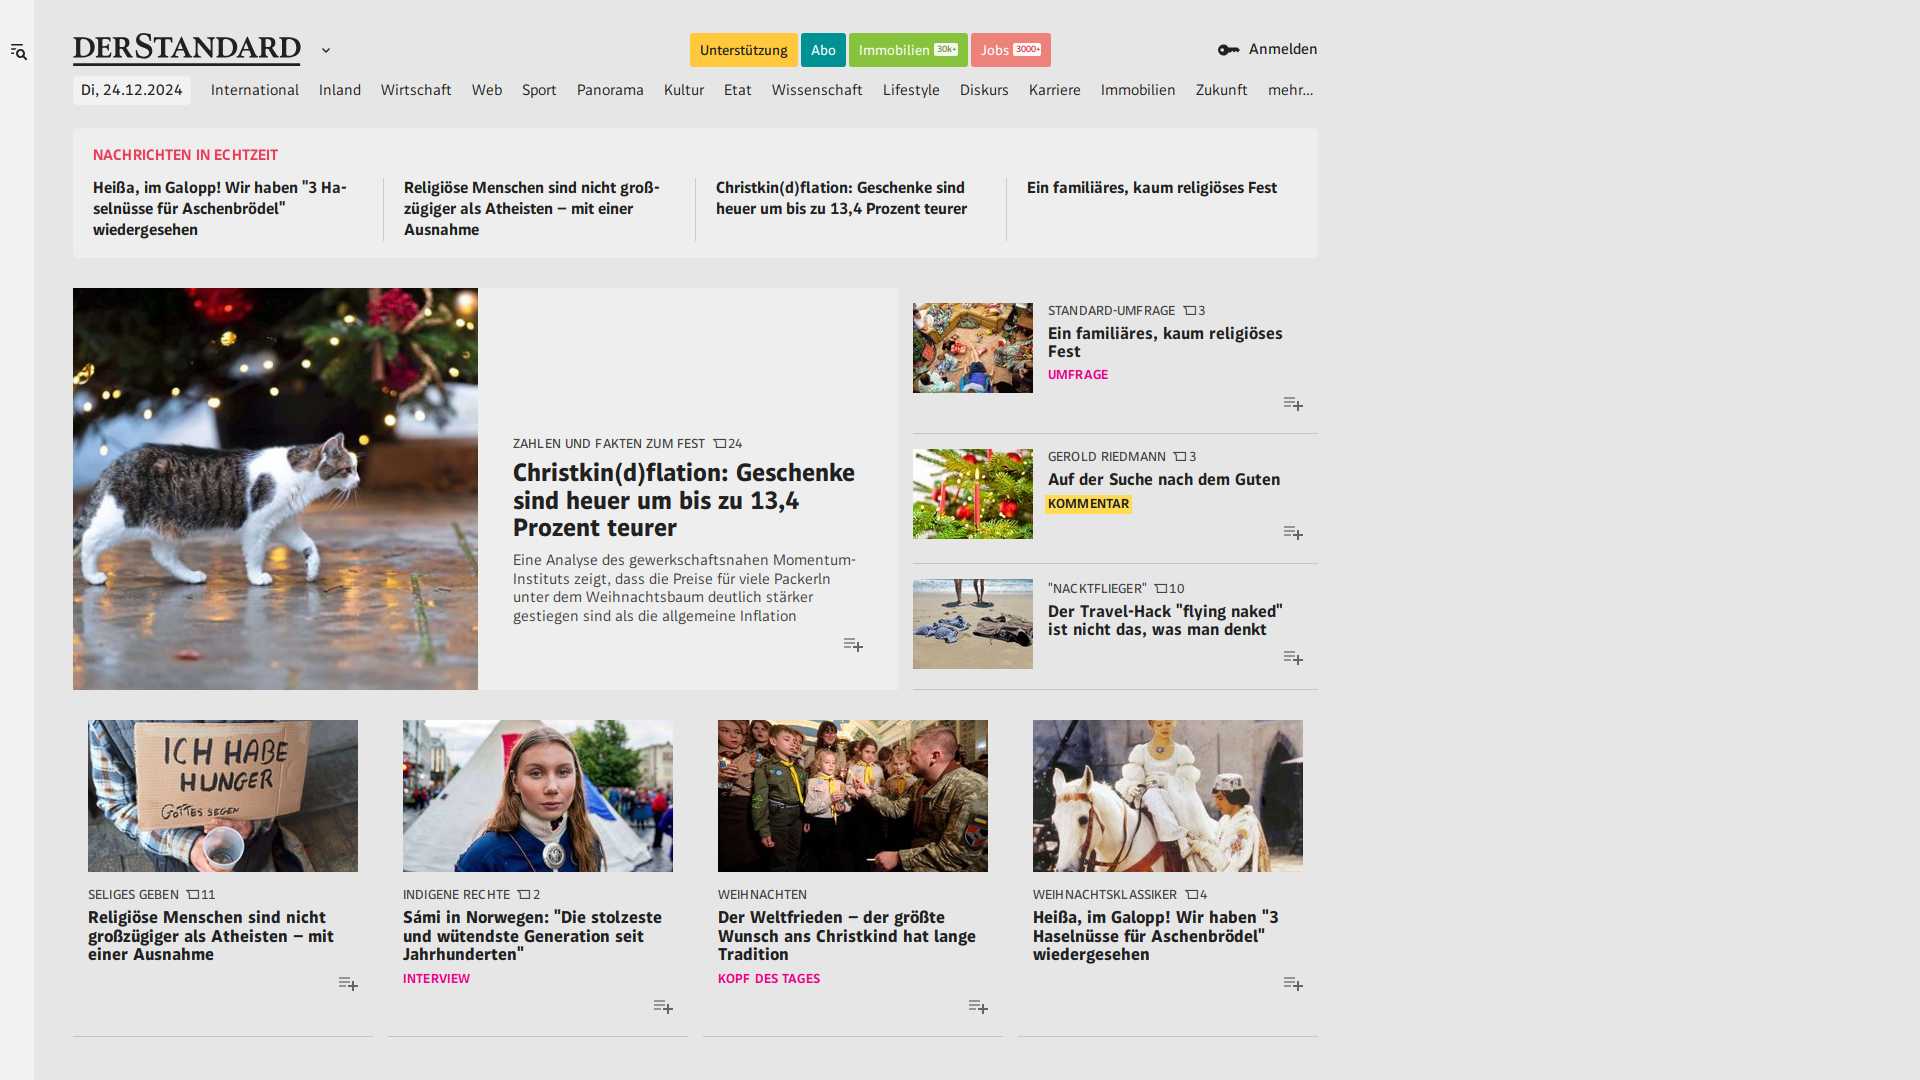 DERSTANDARD
Unterstützung
Abo
Immobilien 30k+
Jobs 3000+
Anmelden
Di, 24.12.2024 International Inland Wirtschaft Web Sport Panorama Kultur Etat Wissenschaft Lifestyle Diskurs Karriere Immobilien Zukunft mehr...
NACHRICHTEN IN ECHTZEIT
Heißa, im Galopp! Wir haben "3 Ha-
selnüsse für Aschenbrödel"
wiedergesehen
Religiöse Menschen sind nicht groß-
zügiger als Atheisten – mit einer
Ausnahme
Christkin(d)flation: Geschenke sind
heuer um bis zu 13,4 Prozent teurer
Ein familiäres, kaum religiöses Fest
ZAHLEN UND FAKTEN ZUM FEST 24
Christkin(d)flation: Geschenke
sind heuer um bis zu 13,4
Prozent teurer
Eine Analyse des gewerkschaftsnahen Momentum-
Instituts zeigt, dass die Preise für viele Packerln
unter dem Weihnachtsbaum deutlich stärker
gestiegen sind als die allgemeine Inflation
STANDARD-UMFRAGE 3
Ein familiäres, kaum religiöses
Fest
UMFRAGE
GEROLD RIEDMANN 3
Auf der Suche nach dem Guten
KOMMENTAR
"NACKTFLIEGER" 10
Der Travel-Hack "flying naked"
ist nicht das, was man denkt
ICH HABE
HUNGER
GOTTES SEGEN
SELIGES GEBEN 11
Religiöse Menschen sind nicht
großzügiger als Atheisten – mit
einer Ausnahme
INDIGENE RECHTE 2
Sámi in Norwegen: "Die stolzeste
und wütendste Generation seit
Jahrhunderten"
INTERVIEW
WEIHNACHTEN
Der Weltfrieden – der größte
Wunsch ans Christkind hat lange
Tradition
KOPF DES TAGES
WEIHNACHTSKLASSIKER 4
Heißa, im Galopp! Wir haben "3
Haselnüsse für Aschenbrödel"
wiedergesehen